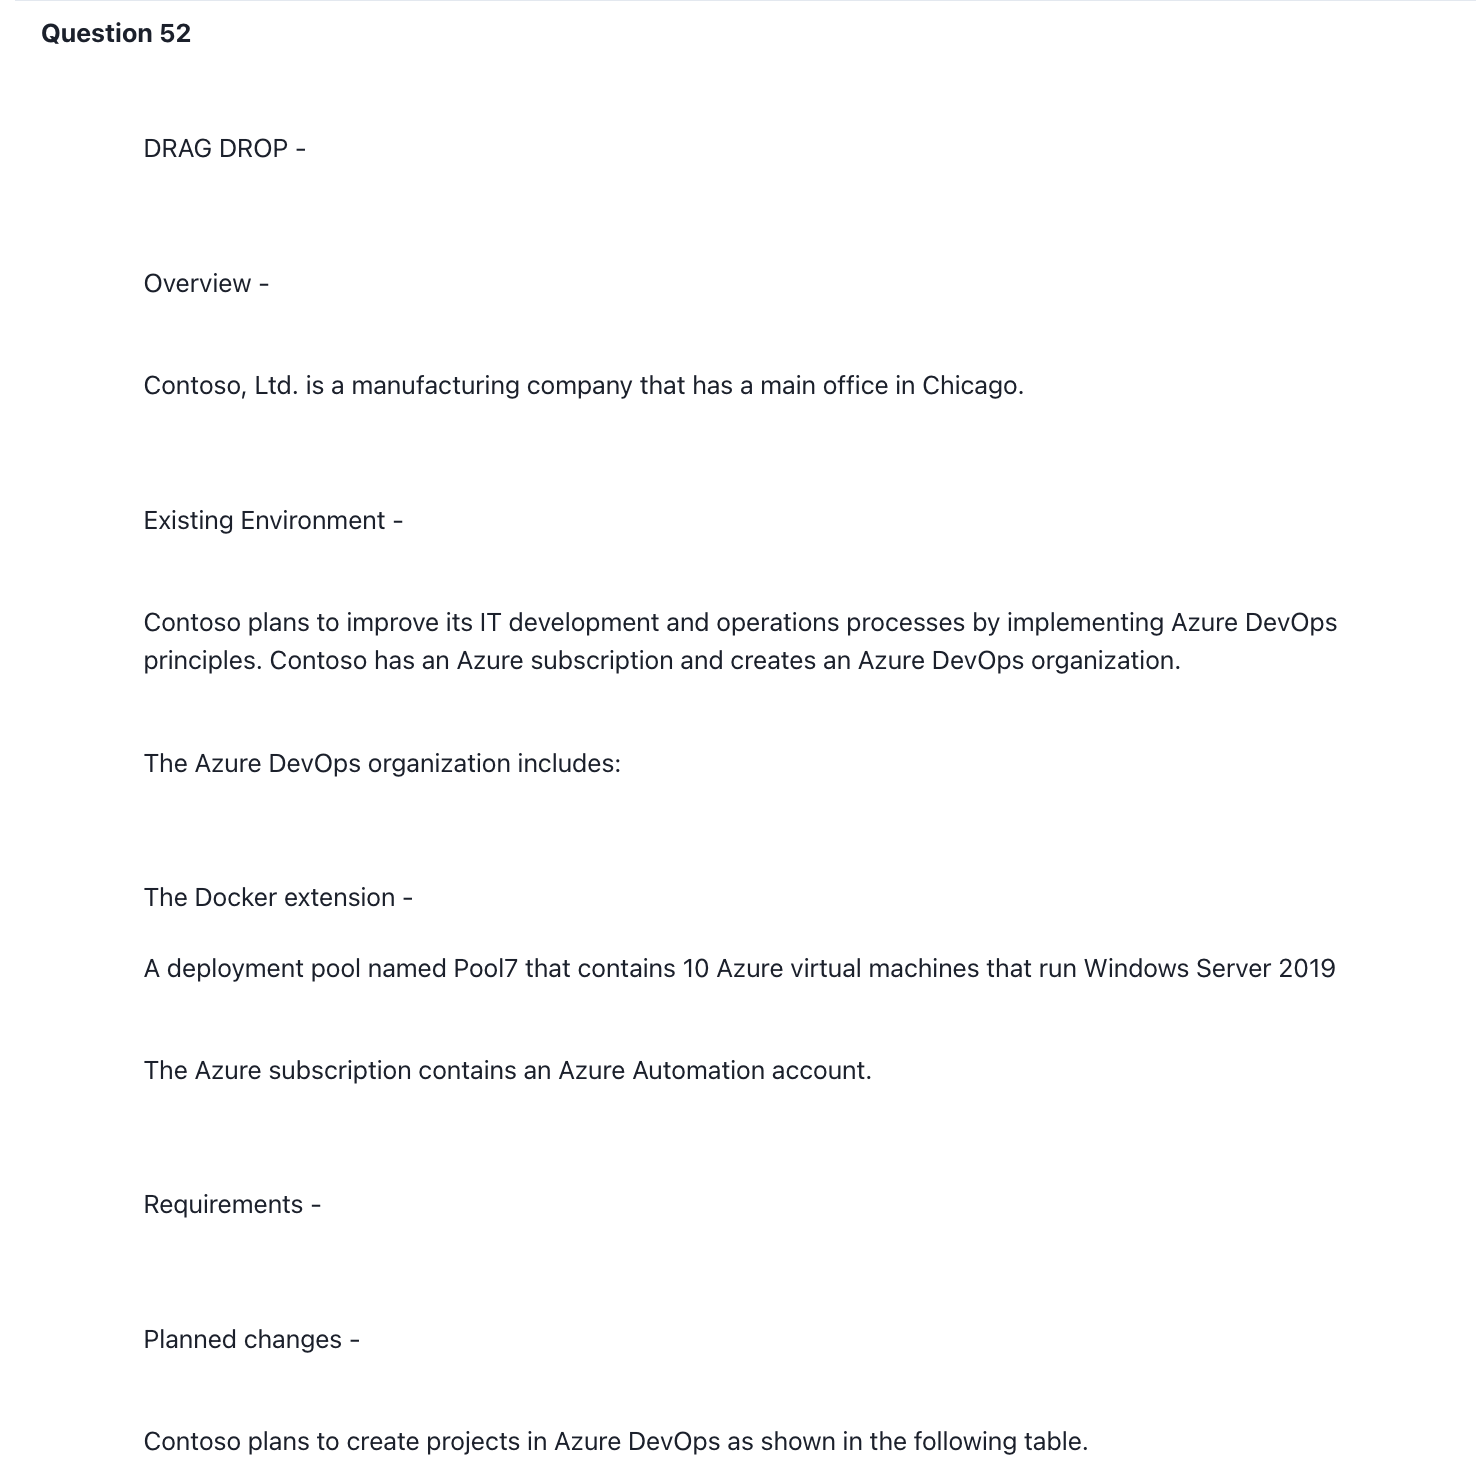 Question 52
DRAG DROP -
Overview -
Contoso, Ltd. is a manufacturing company that has a main office in Chicago.
Existing Environment -
Contoso plans to improve its IT development and operations processes by implementing Azure DevOps
principles. Contoso has an Azure subscription and creates an Azure DevOps organization.
The Azure DevOps organization includes:
The Docker extension -
A deployment pool named Pool7 that contains 10 Azure virtual machines that run Windows Server 2019
The Azure subscription contains an Azure Automation account.
Requirements -
Planned changes -
Contoso plans to create projects in Azure DevOps as shown in the following table.